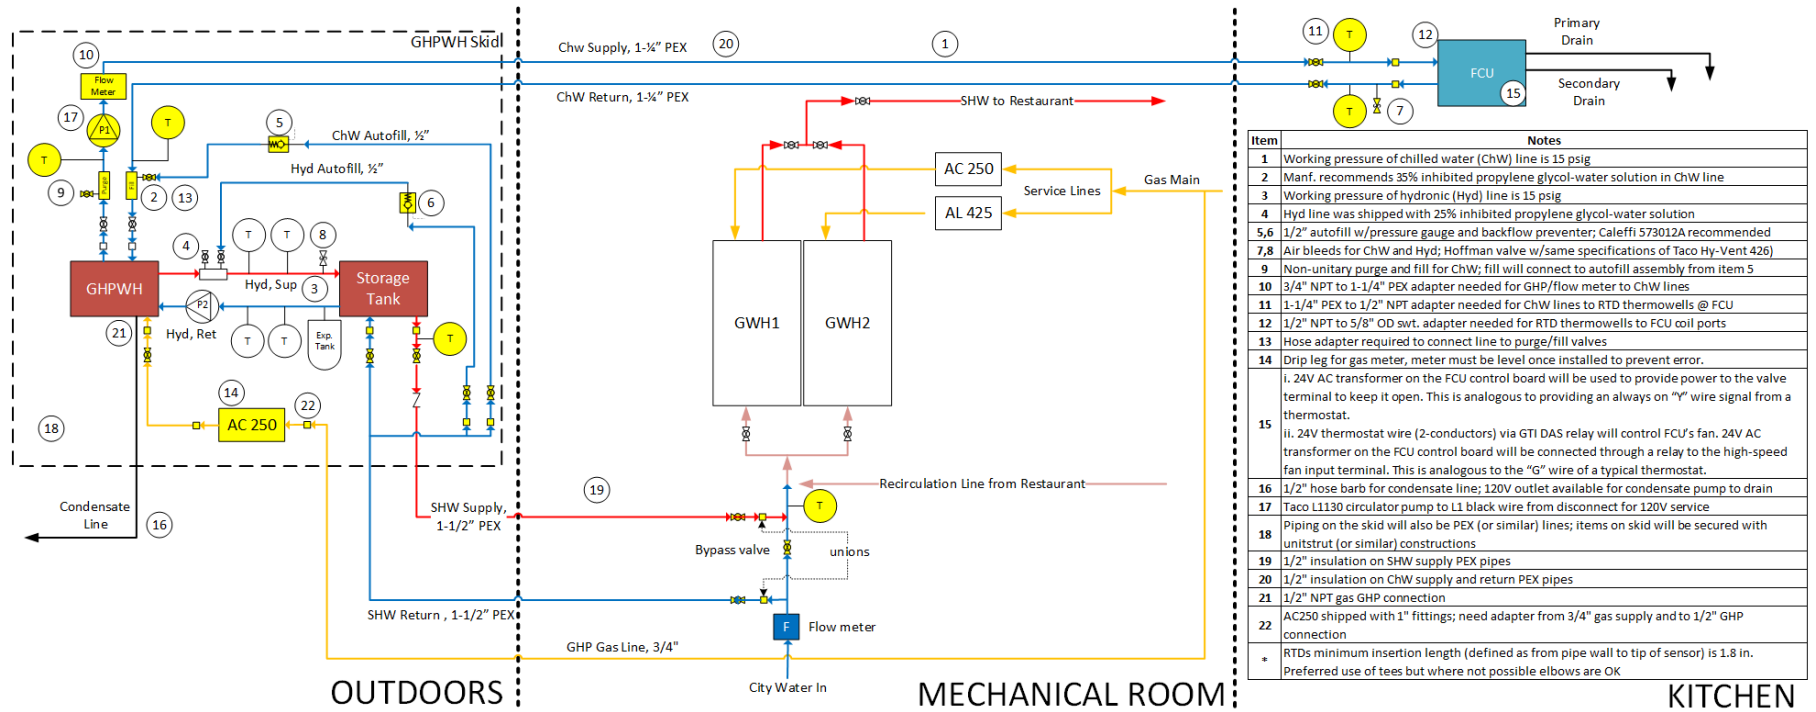 GHPWH Skid
10
Flow
Meter
17
P1
T
T
5
ChW Autofill, ½”
Hyd Autofill, ½”
9
Purge
Fill
2
13
6
4
T
T
8
GHPWH
Hyd, Sup
3
Storage
Tank
P2
21
Hyd, Ret
T
T
Exp.
Tank
T
14
22
AC 250
18
Condensate
Line
16
SHW Supply,
1-1/2” PEX
SHW Return , 1-1/2” PEX
OUTDOORS
Chw Supply, 1-¼” PEX
20
1
ChW Return, 1-¼” PEX
SHW to Restaurant
AC 250
Service Lines
Gas Main
AL 425
GWH1
GWH2
Recirculation Line from Restaurant
19
T
Bypass valve
unions
F
Flow meter
GHP Gas Line, 3/4"
City Water In
MECHANICAL ROOM
11
T
12
FCU
15
Primary
Drain
Secondary
Drain
T
7
Item Notes
1 Working pressure of chilled water (ChW) line is 15 psig
2 Manf. recommends 35% inhibited propylene glycol-water solution in ChW line
3 Working pressure of hydronic (Hyd) line is 15 psig
4 Hyd line was shipped with 25% inhibited propylene glycol-water solution
5,6 1/2” autofill w/pressure gauge and backflow preventer; Caleffi 573012A recommended
7,8 Air bleeds for ChW and Hyd; Hoffman valve w/same specifications of Taco Hy-Vent 426)
9 Non-unitary purge and fill for ChW; fill will connect to autofill assembly from item 5
10 3/4" NPT to 1-1/4" PEX adapter needed for GHP/flow meter to ChW lines
11 1-1/4" PEX to 1/2" NPT adapter needed for ChW lines to RTD thermowells @ FCU
12 1/2" NPT to 5/8" OD swt. adapter needed for RTD thermowells to FCU coil ports
13 Hose adapter required to connect line to purge/fill valves
14 Drip leg for gas meter, meter must be level once installed to prevent error.
15 i. 24V AC transformer on the FCU control board will be used to provide power to the valve
terminal to keep it open. This is analogous to providing an always on “Y” wire signal from a
thermostat.
ii. 24V thermostat wire (2-conductors) via GTI DAS relay will control FCU’s fan. 24V AC
transformer on the FCU control board will be connected through a relay to the high-speed
fan input terminal. This is analogous to the “G” wire of a typical thermostat.
16 1/2" hose barb for condensate line; 120V outlet available for condensate pump to drain
17 Taco L1130 circulator pump to L1 black wire from disconnect for 120V service
18 Piping on the skid will also be PEX (or similar) lines; items on skid will be secured with
unitstrut (or similar) constructions
19 1/2" insulation on SHW supply PEX pipes
20 1/2" insulation on ChW supply and return PEX pipes
21 1/2" NPT gas GHP connection
22 AC250 shipped with 1" fittings; need adapter from 3/4" gas supply and to 1/2" GHP
connection
* RTDs minimum insertion length (defined as from pipe wall to tip of sensor) is 1.8 in.
Preferred use of tees but where not possible elbows are OK
KITCHEN